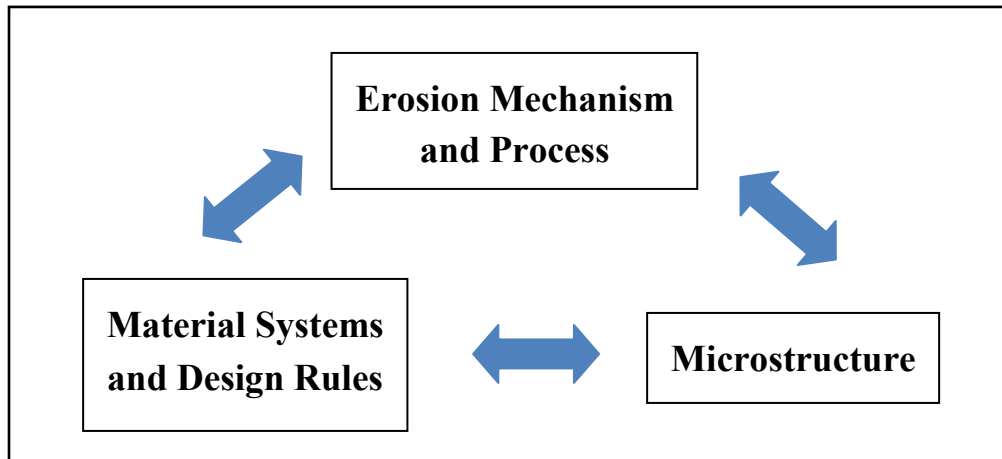 Erosion Mechanism
and Process
Material Systems
and Design Rules
Microstructure